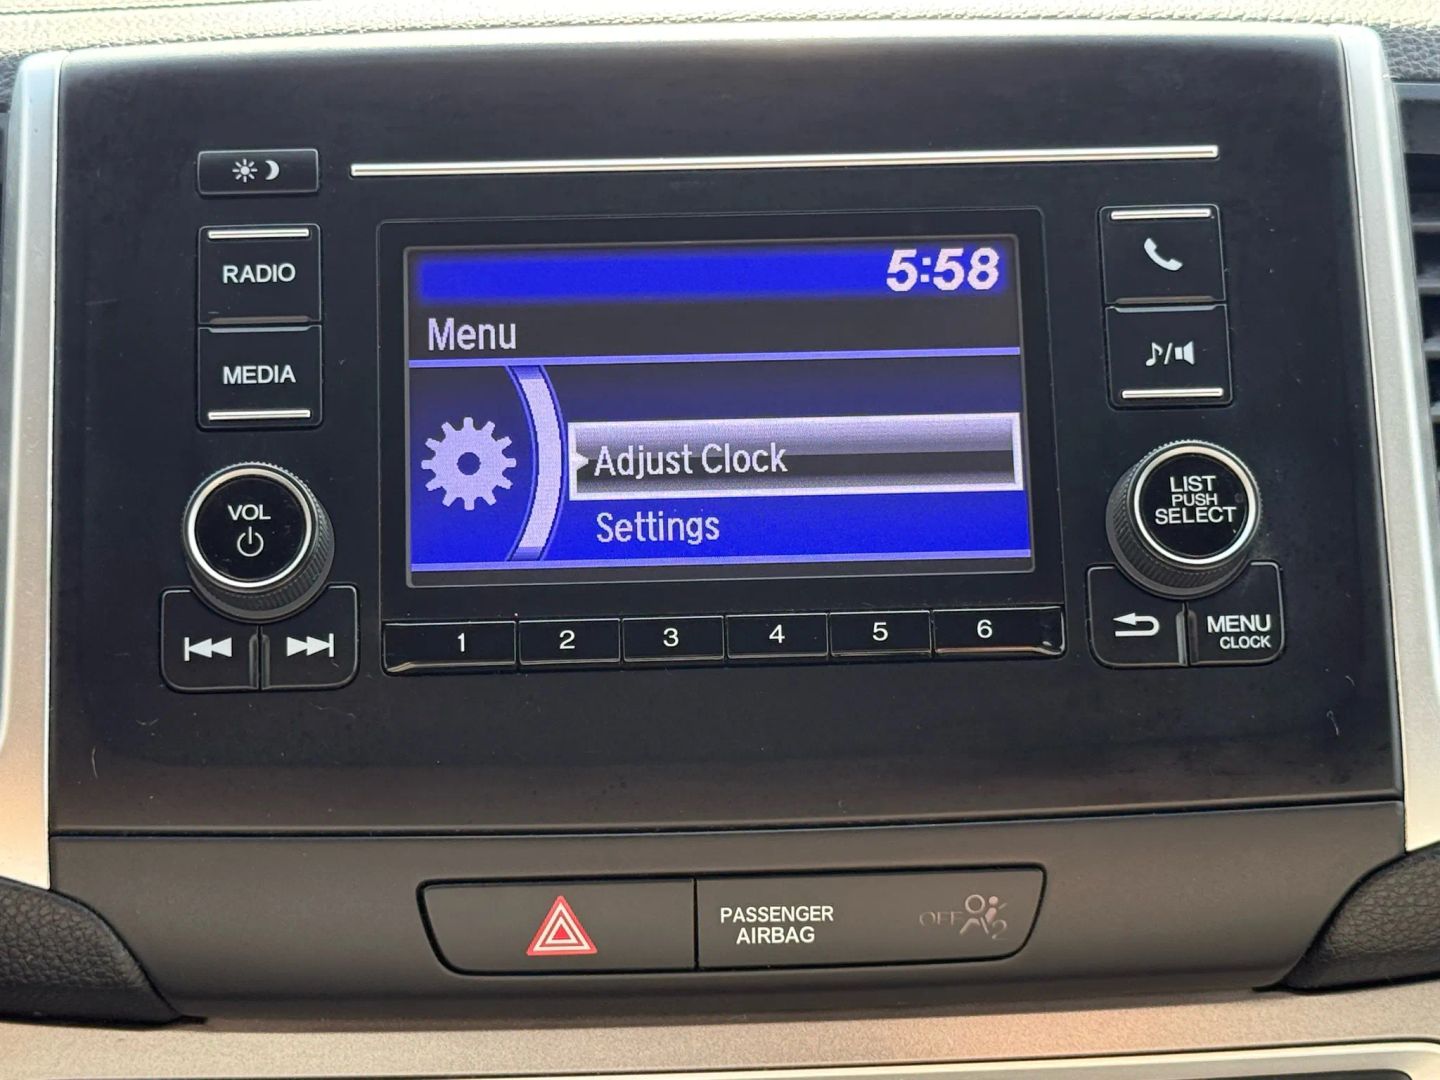 5:58
RADIO
Menu
MEDIA
Adjust Clock
LIST
PUSH
SELECT
VOL
Settings
1 2 3 4 5 6
MENU
CLOCK
PASSENGER
AIRBAG
OFF
2